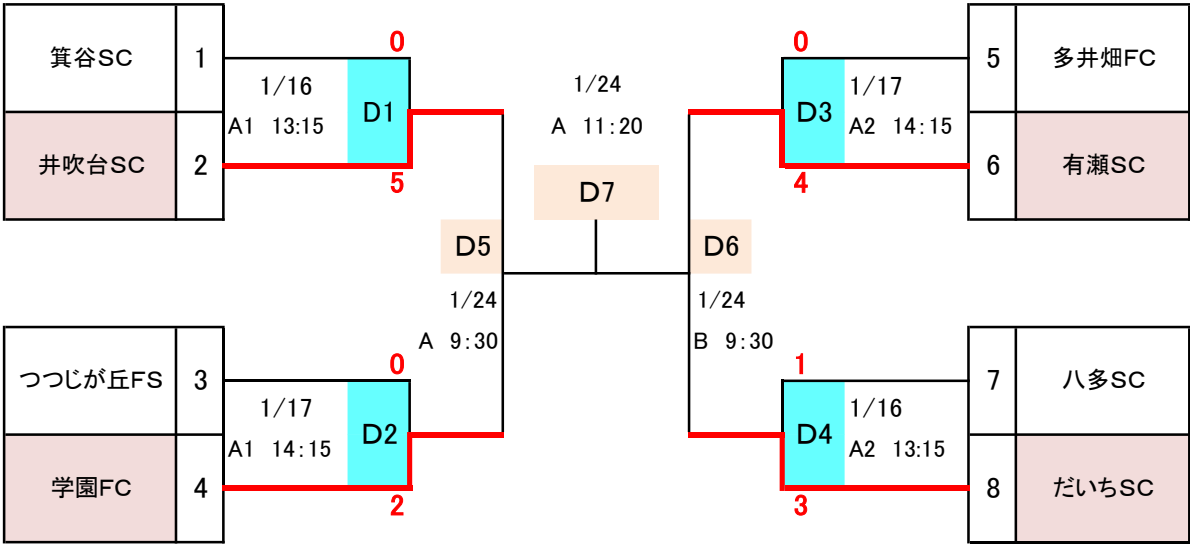 箕谷SC 1
0
1/16
A1 13:15
D1
井吹台SC 2
5
1/24
A 11:20
D7
0
5 多井畑FC
D3
1/17
A2 14:15
4
6 有瀬SC
D5
D6
1/24
A 9:30
1/24
B 9:30
つつじが丘FS 3
0
1/17
A1 14:15
D2
学園FC 4
2
1
7 八多SC
D4
1/16
A2 13:15
3
8 だいちSC